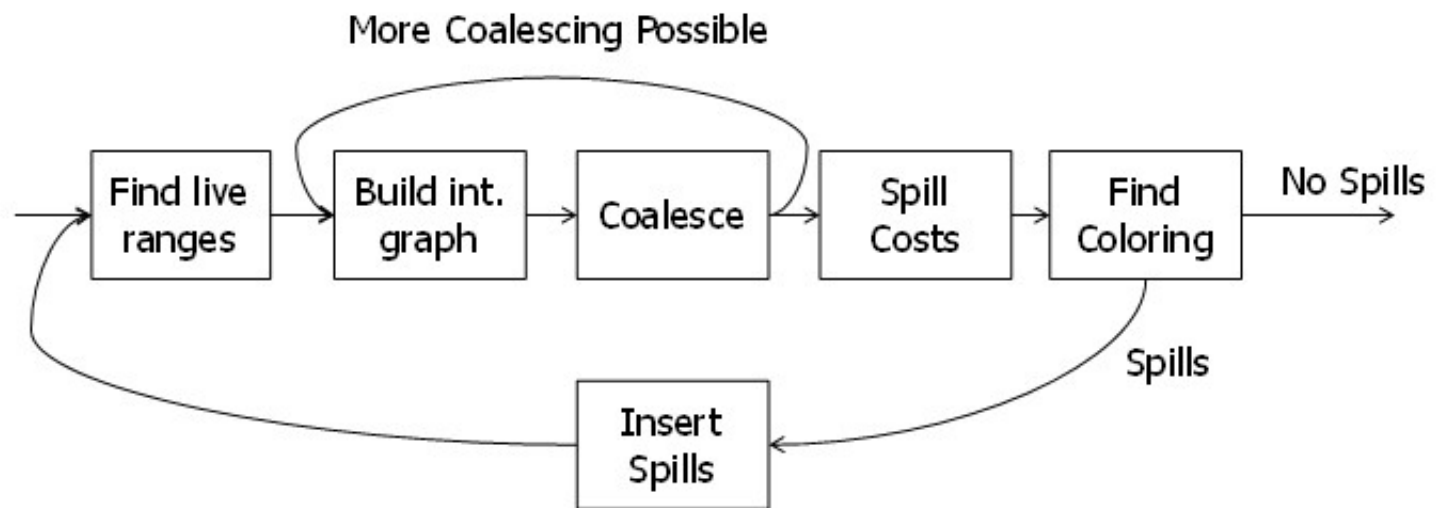 More Coalescing Possible
Find live
ranges
Build int.
graph
Coalesce
Spill
Costs
Find
Coloring
No Spills
Spills
Insert
Spills